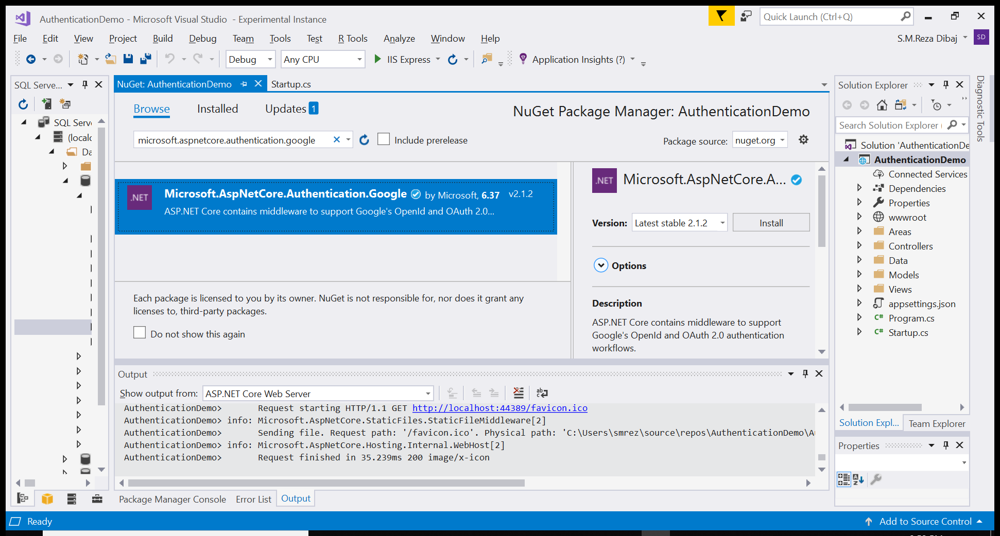 AuthenticationDemo - Microsoft Visual Studio - Experimental Instance
Quick Launch (Ctrl+Q)
File Edit View Project Build Debug Team Tools Test R Tools Analyze Window Help
S.M.Reza Dibaj SD
Debug Any CPU IIS Express Application Insights (?)
SQL Serve...
NuGet: AuthenticationDemo Startup.cs
Solution Explorer
Diagnostic Tools
Browse Installed Updates 1
NuGet Package Manager: AuthenticationDemo
microsoft.aspnetcore.authentication.google
Include prerelease
Package source: nuget.org
Search Solution Explorer (
SQL Serv
(localc
Da
.NET
Microsoft.AspNetCore.Authentication.Google by Microsoft, 6.37 v2.1.2
ASP.NET Core contains middleware to support Google's OpenId and OAuth 2.0...
.NET
Microsoft.AspNetCore.A...
Version: Latest stable 2.1.2 Install
Options
Description
ASP.NET Core contains middleware to support
Google's OpenId and OAuth 2.0 authentication
workflows.
Each package is licensed to you by its owner. NuGet is not responsible for, nor does it grant any
licenses to, third-party packages.
Do not show this again
Solution 'AuthenticationDe
AuthenticationDemo
Connected Services
Dependencies
Properties
wwwroot
Areas
Controllers
Data
Models
Views
appsettings.json
C# Program.cs
C# Startup.cs
Output
Show output from: ASP.NET Core Web Server
AuthenticationDemo> Request starting HTTP/1.1 GET http://localhost:44389/favicon.ico
AuthenticationDemo> info: Microsoft.AspNetCore.StaticFiles.StaticFileMiddleware[2]
AuthenticationDemo> Sending file. Request path: '/favicon.ico'. Physical path: 'C:\Users\smrez\source\repos\AuthenticationDemo\A
AuthenticationDemo> info: Microsoft.AspNetCore.Hosting.Internal.WebHost[2]
AuthenticationDemo> Request finished in 35.239ms 200 image/x-icon
Solution Expl... Team Explorer
Properties
Package Manager Console Error List Output
Ready
Add to Source Control